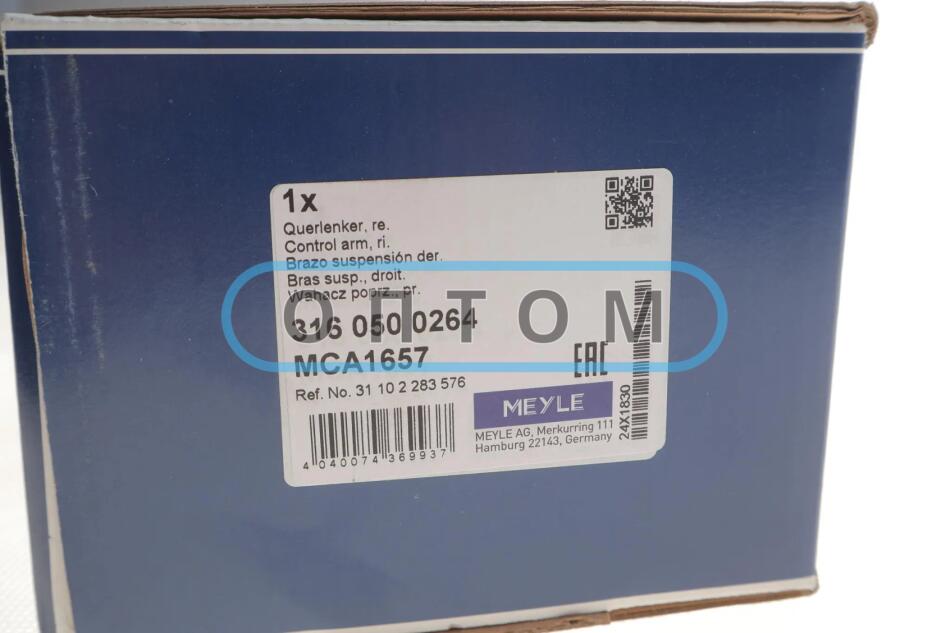 1x
Querlenker, re.
Control arm, ri.
Brazo suspensión der.
Bras susp., droit.
Wahacz poprz., pr.
ОПТОМ
316 050 0264
MCA1657
EAC
Ref. No. 31 10 2 283 576
MEYLE
MEYLE AG, Merkurring 111
Hamburg 22143, Germany
4 040074 369937
24X1830